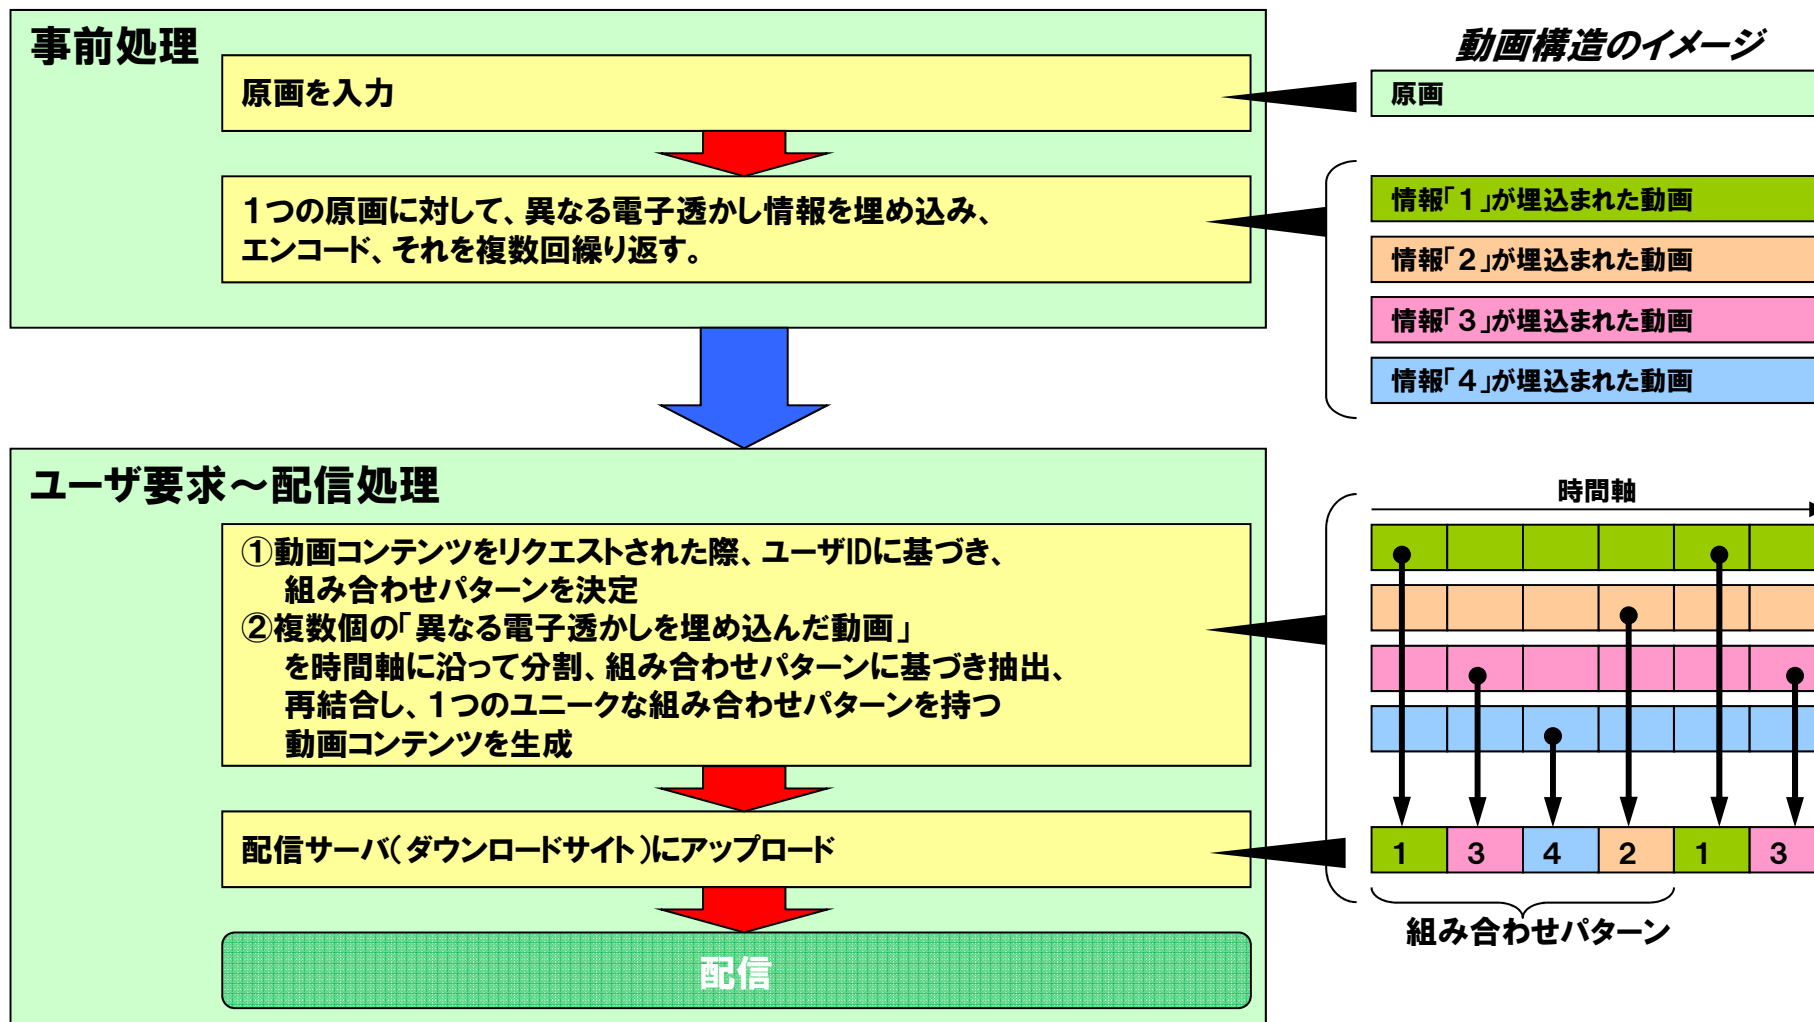 事前処理
原画を入力
１つの原画に対して、異なる電子透かし情報を埋め込み、
エンコード、それを複数回繰り返す。
ユーザ要求～配信処理
①動画コンテンツをリクエストされた際、ユーザIDに基づき、
組み合わせパターンを決定
②複数個の「異なる電子透かしを埋め込んだ動画」
を時間軸に沿って分割、組み合わせパターンに基づき抽出、
再結合し、１つのユニークな組み合わせパターンを持つ
動画コンテンツを生成
配信サーバ（ダウンロードサイト）にアップロード
配信
動画構造のイメージ
原画
情報「１」が埋込まれた動画
情報「２」が埋込まれた動画
情報「３」が埋込まれた動画
情報「４」が埋込まれた動画
時間軸
1 3 4 2 1 3
組み合わせパターン